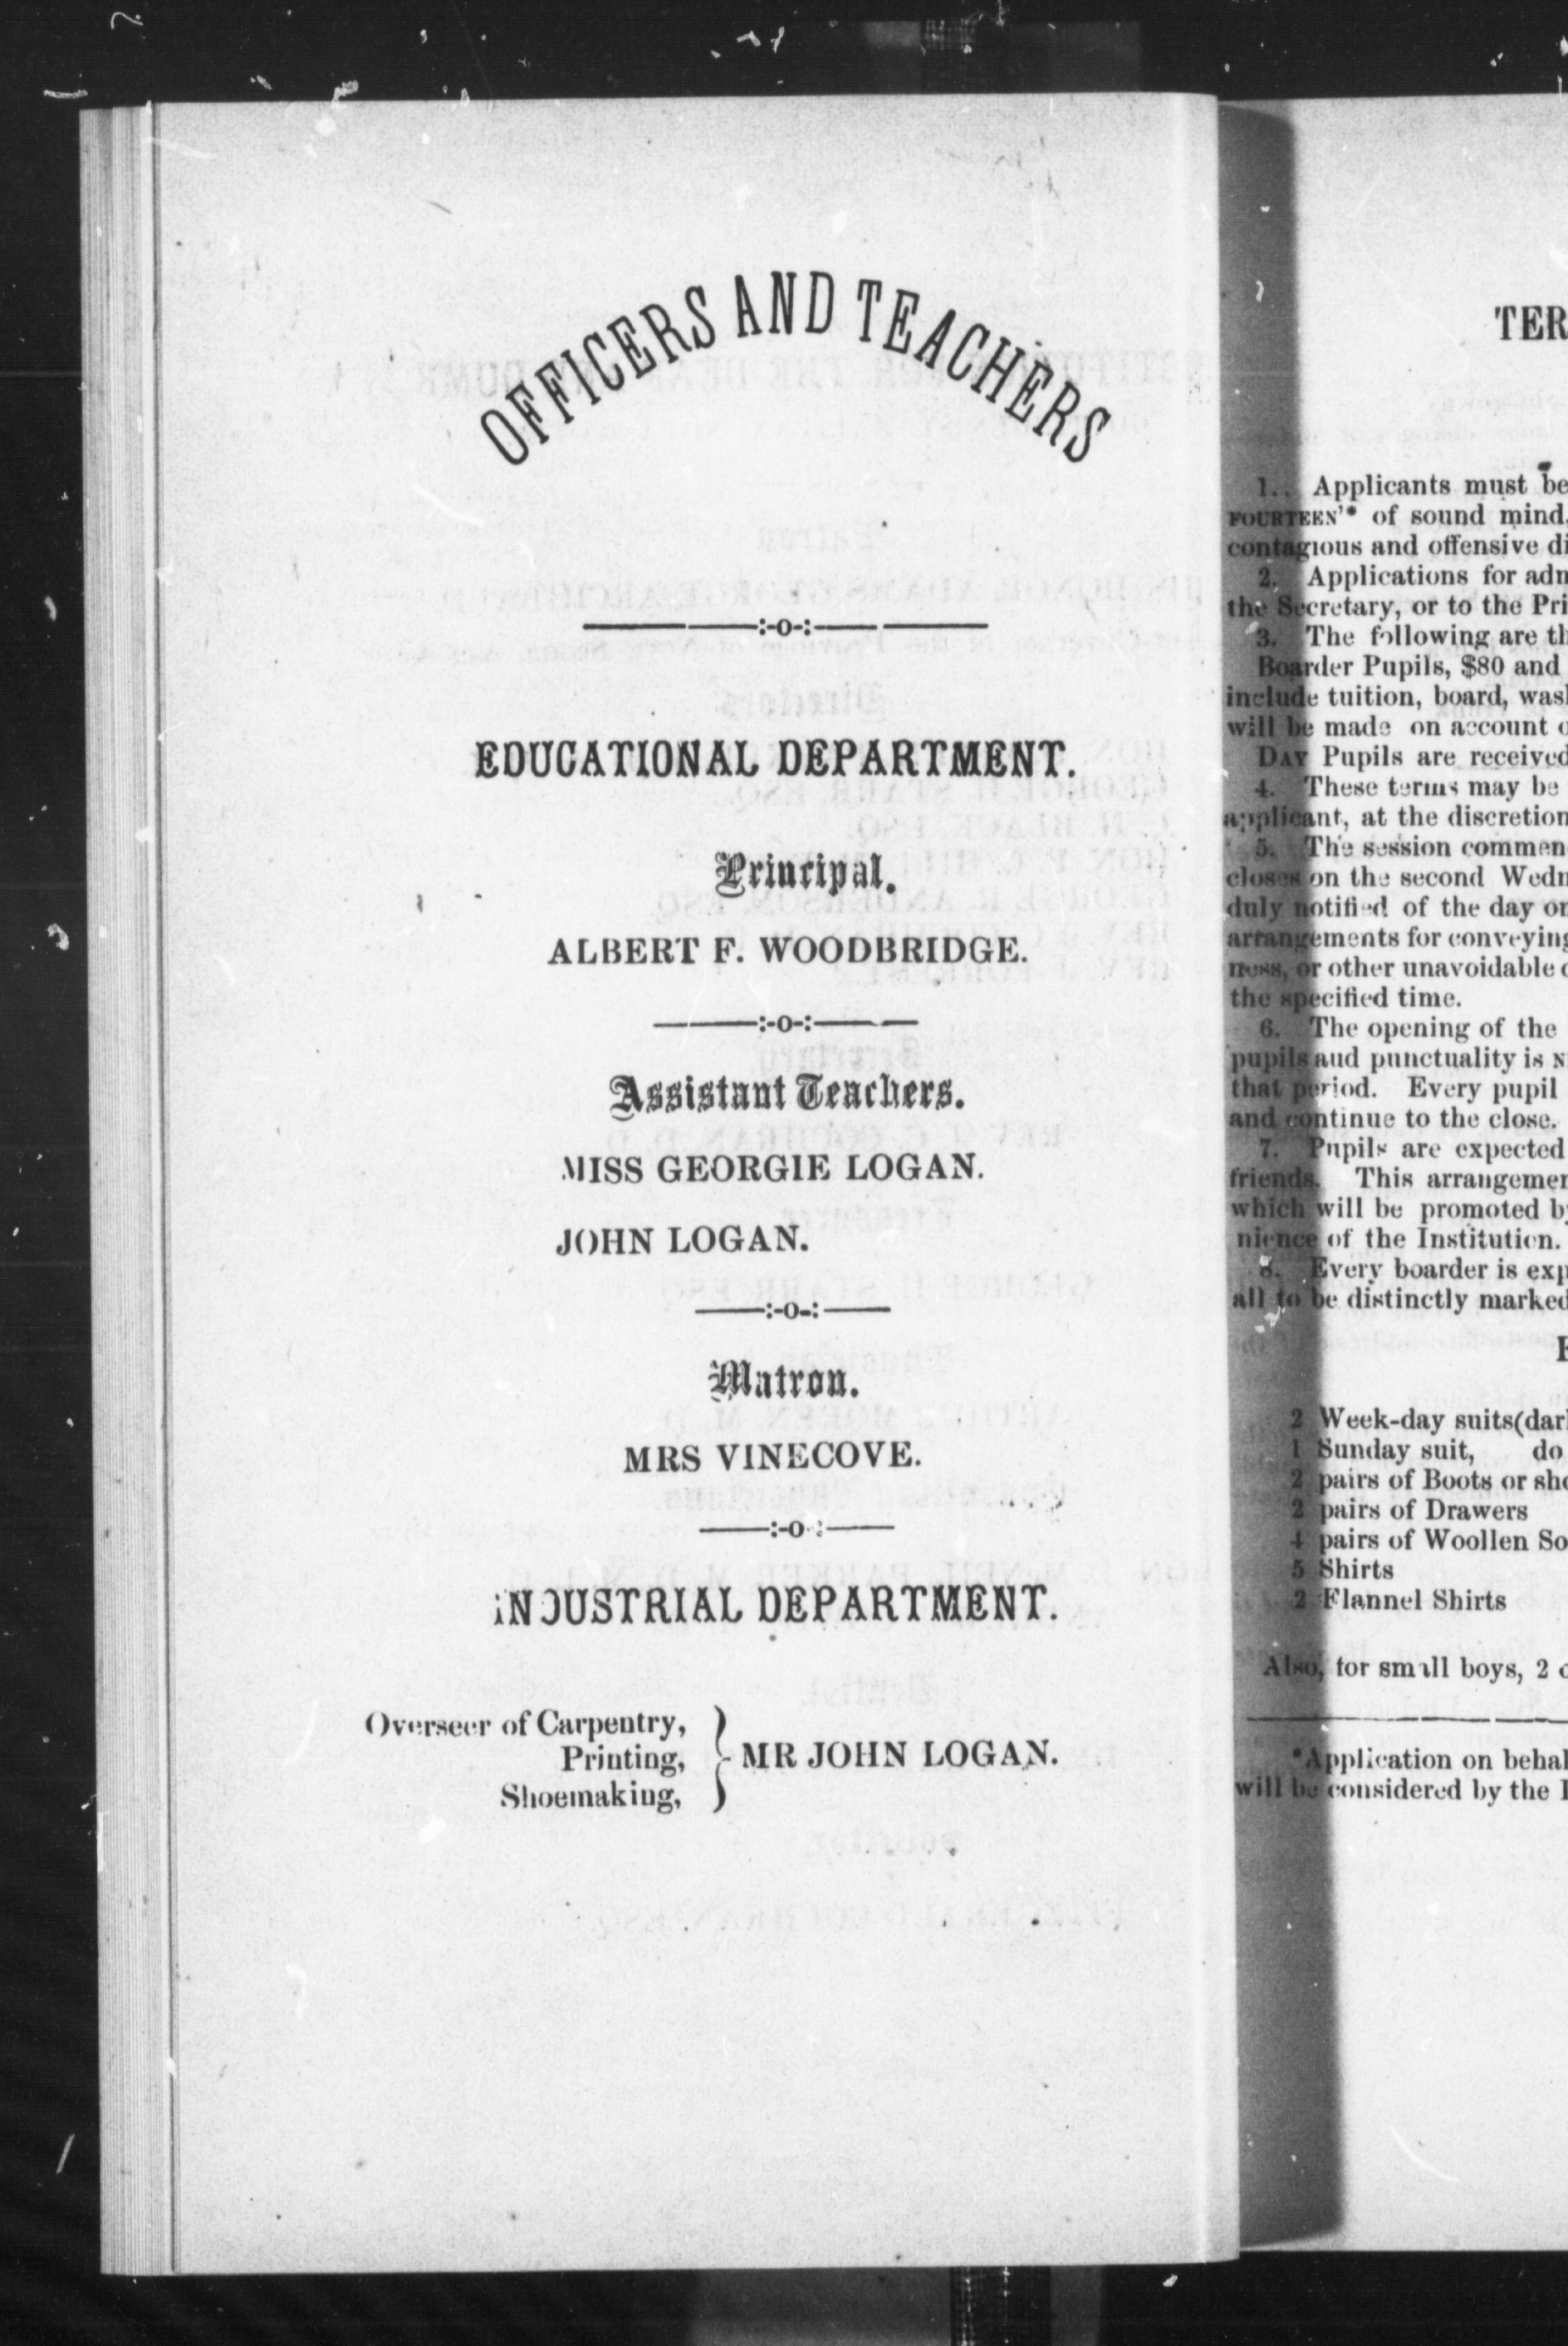 OFFICERS AND TEACHERS
———:-o-:———
EDUCATIONAL DEPARTMENT.
Principal.
ALBERT F. WOODBRIDGE.
———:-o-:———
Assistant Teachers.
MISS GEORGIE LOGAN.
JOHN LOGAN.
———:-o-:———
Matron.
MRS VINECOVE.
———:-o-:———
INDUSTRIAL DEPARTMENT.
Overseer of Carpentry,
Printing, } MR JOHN LOGAN.
Shoemaking,
TER
1. Applicants must be
FOURTEEN'* of sound mind,
contagious and offensive di
2. Applications for adm
the Secretary, or to the Pri
3. The following are th
Boarder Pupils, $80 and
include tuition, board, was
will be made on account o
DAY Pupils are received
4. These terms may be
applicant, at the discretion
5. The session commen
closes on the second Wedn
duly notified of the day on
arrangements for conveying
ness, or other unavoidable c
the specified time.
6. The opening of the
pupils and punctuality is N
that period. Every pupil
and continue to the close.
7. Pupils are expected
friends. This arrangemen
which will be promoted by
nience of the Institution.
8. Every boarder is exp
all to be distinctly marked
2 Week-day suits(dar
1 Sunday suit, do
2 pairs of Boots or sho
2 pairs of Drawers
4 pairs of Woollen So
5 Shirts
2 Flannel Shirts
Also, for small boys, 2 c
*Application on behal
will be considered by the